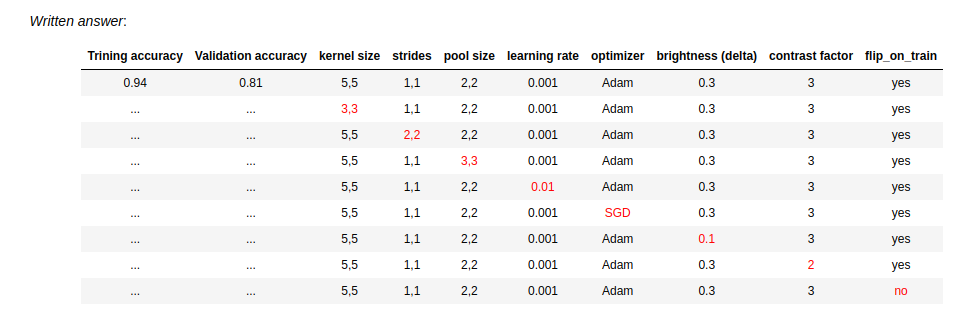 Written answer:
Trining accuracy Validation accuracy kernel size strides pool size learning rate optimizer brightness (delta) contrast factor flip_on_train
0.94 0.81 5,5 1,1 2,2 0.001 Adam 0.3 3 yes
... ... 3,3 1,1 2,2 0.001 Adam 0.3 3 yes
... ... 5,5 2,2 2,2 0.001 Adam 0.3 3 yes
... ... 5,5 1,1 3,3 0.001 Adam 0.3 3 yes
... ... 5,5 1,1 2,2 0.01 Adam 0.3 3 yes
... ... 5,5 1,1 2,2 0.001 SGD 0.3 3 yes
... ... 5,5 1,1 2,2 0.001 Adam 0.1 3 yes
... ... 5,5 1,1 2,2 0.001 Adam 0.3 2 yes
... ... 5,5 1,1 2,2 0.001 Adam 0.3 3 no